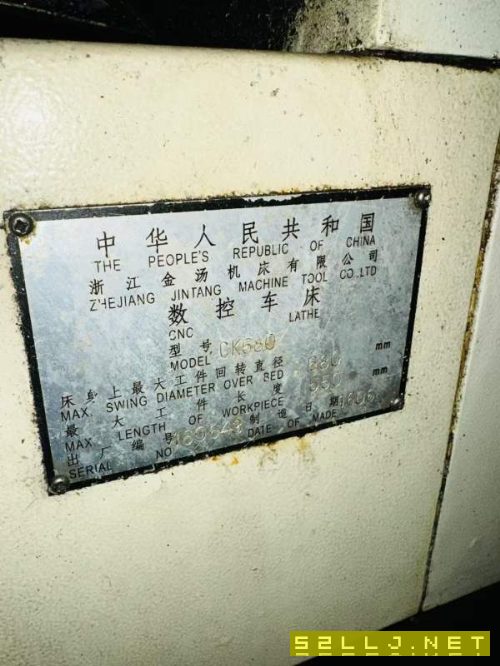 中华人民共和国
THE PEOPLE'S REPUBLIC OF CHINA
浙江金汤机床有限公司
ZHEJIANG JINTANG MACHINE TOOL CO.,LTD
数控车床
CNC LATHE
型号
MODEL
床身上最大工件回转直径 mm
MAX. SWING DIAMETER OVER BED
最大工件长度 mm
MAX. LENGTH OF WORKPIECE
出厂编号 制造日期
SERIAL NO DATE OF MADE
52LLJ.NET